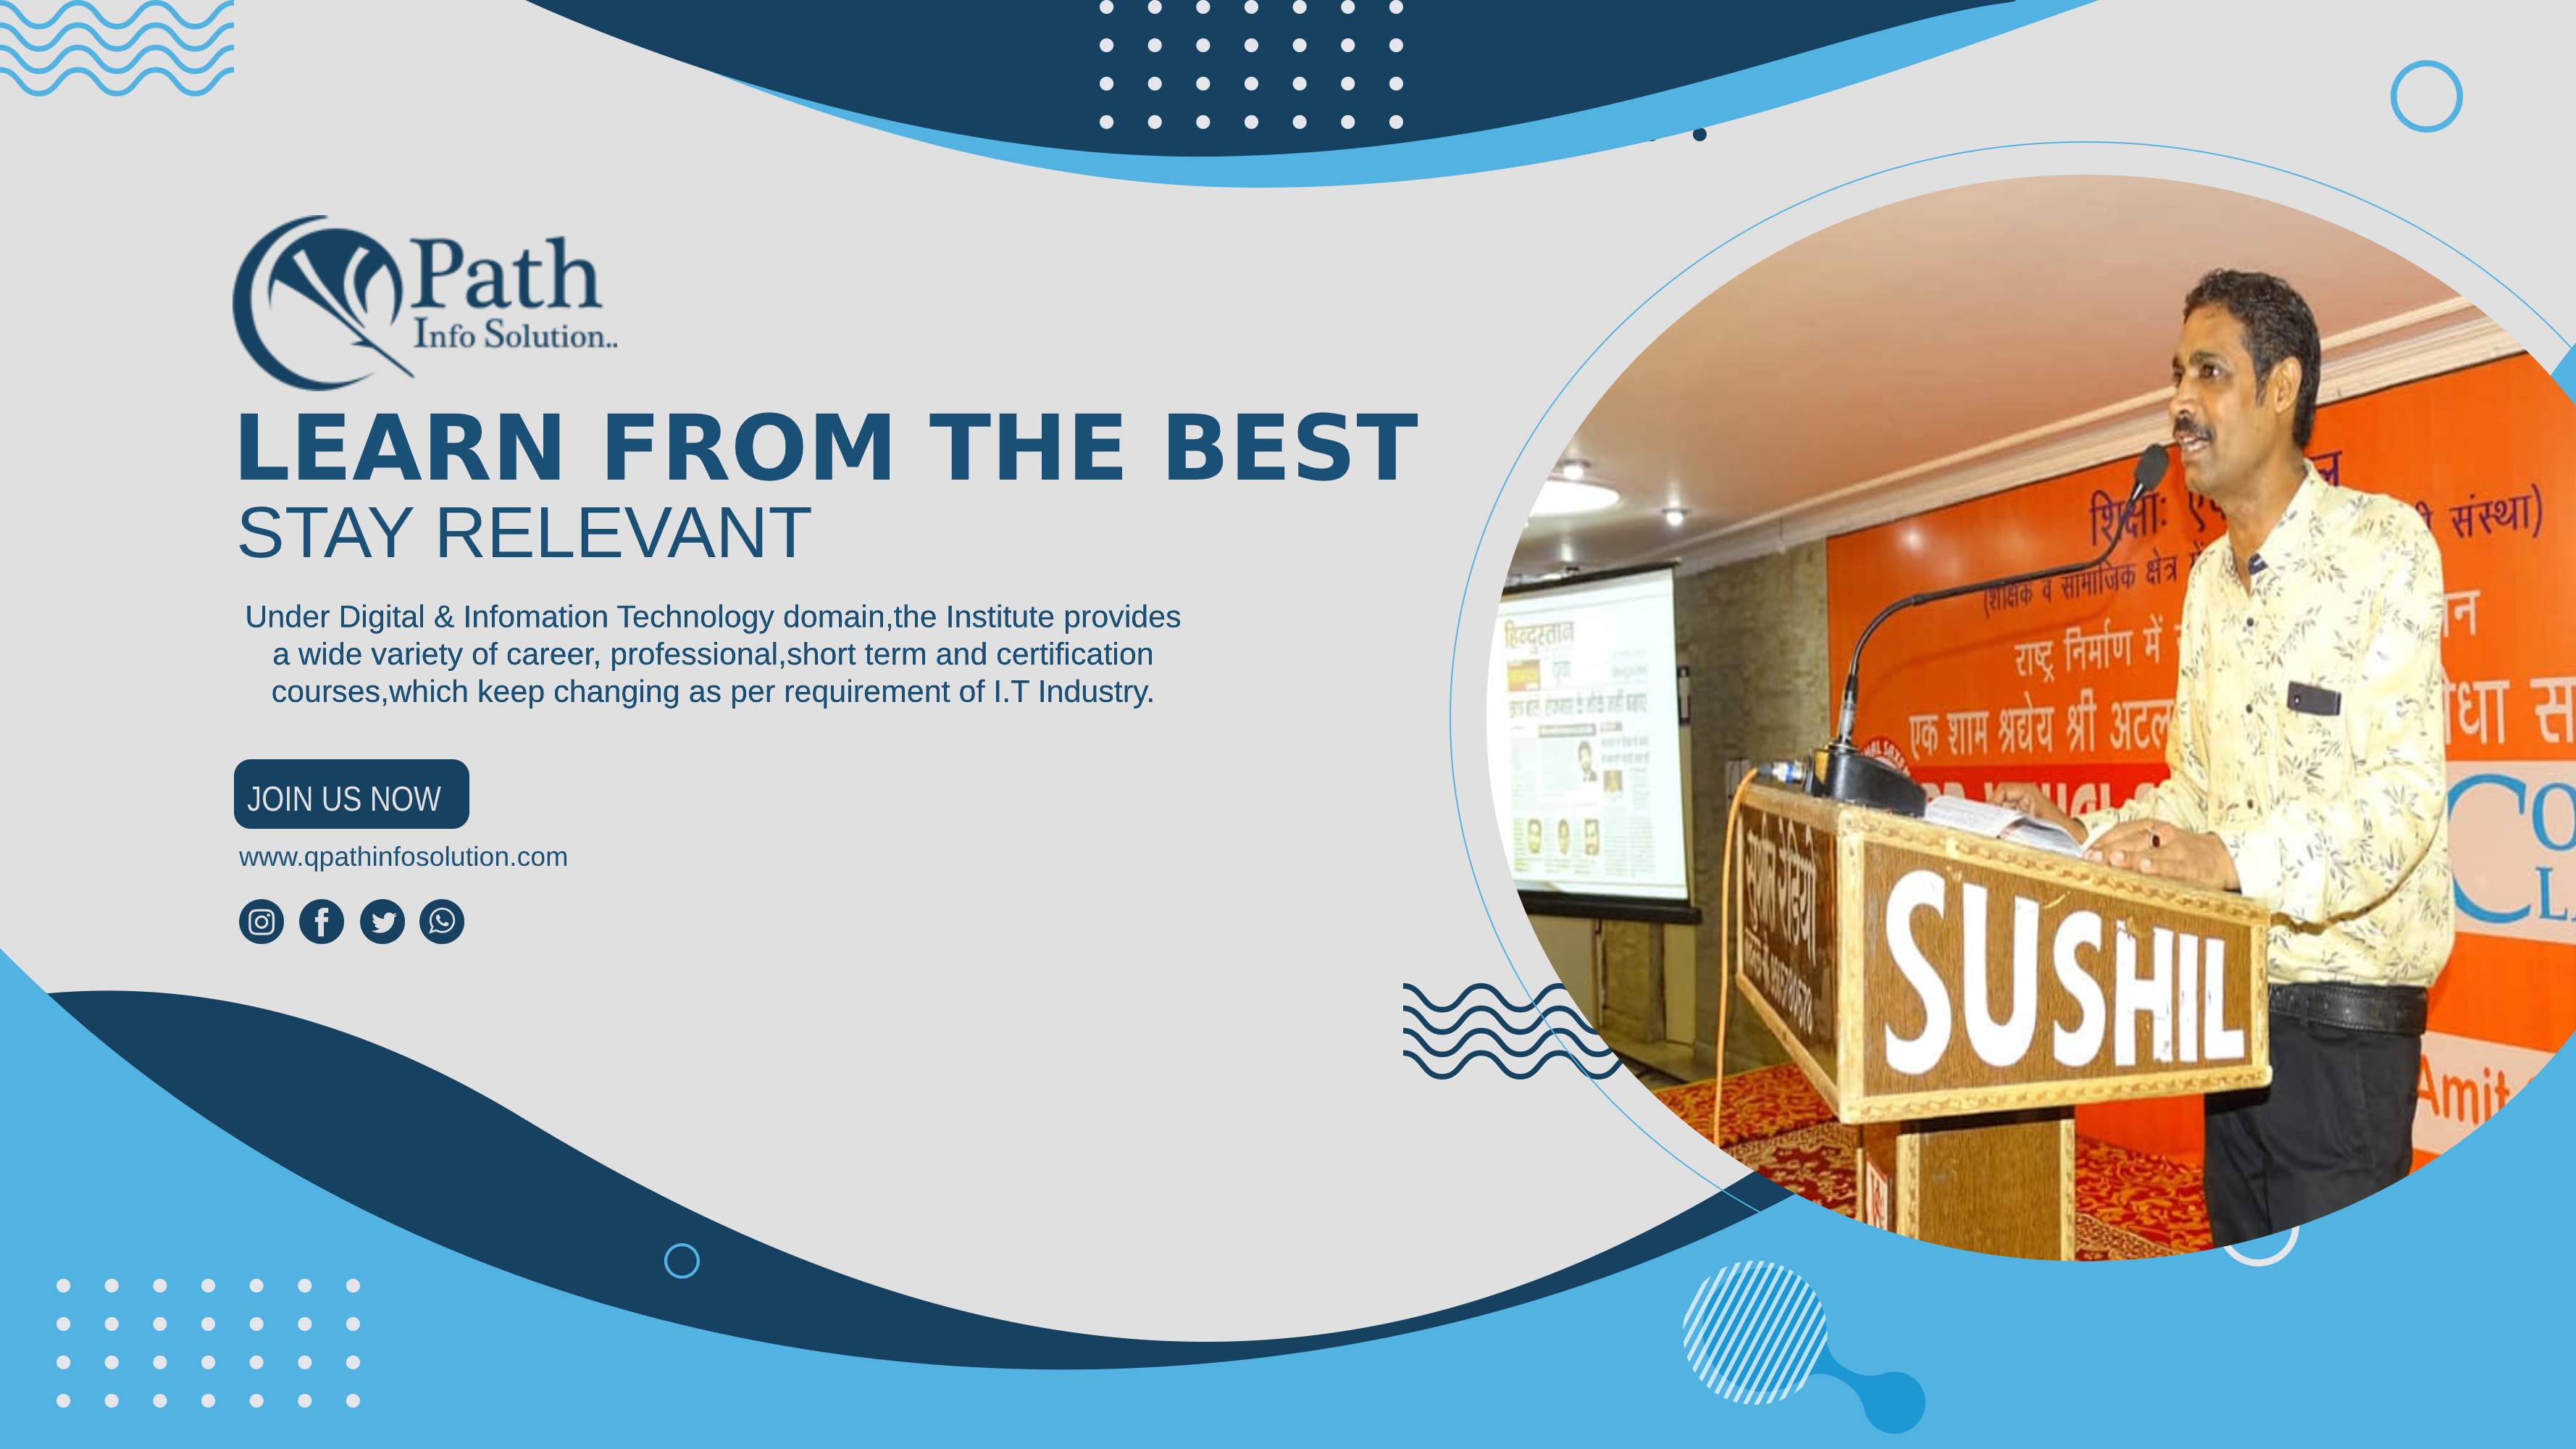 Path
Info Solution..
LEARN FROM THE BEST
STAY RELEVANT
Under Digital & Infomation Technology domain,the Institute provides
a wide variety of career, professional,short term and certification
courses,which keep changing as per requirement of I.T Industry.
JOIN US NOW
www.qpathinfosolution.com
शिक्षाः
संस्था)
(शैक्षिक व सामाजिक क्षेत्र
राष्ट्र निर्माण में
एक शाम श्रद्धेय श्री अटल
हिन्दुस्तान
SUSHIL
Amit